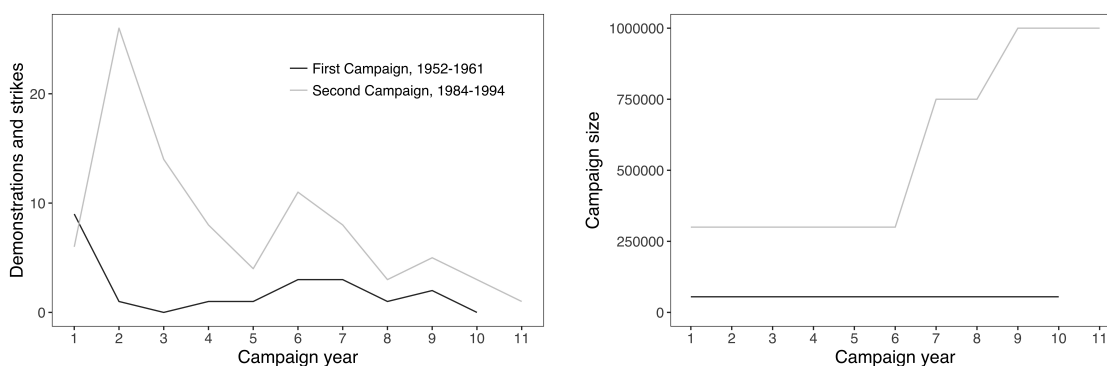 Demonstrations and strikes
20
10
0
First Campaign, 1952-1961
Second Campaign, 1984-1994
1 2 3 4 5 6 7 8 9 10 11
Campaign year
Campaign size
1000000
750000
500000
250000
0
1 2 3 4 5 6 7 8 9 10 11
Campaign year